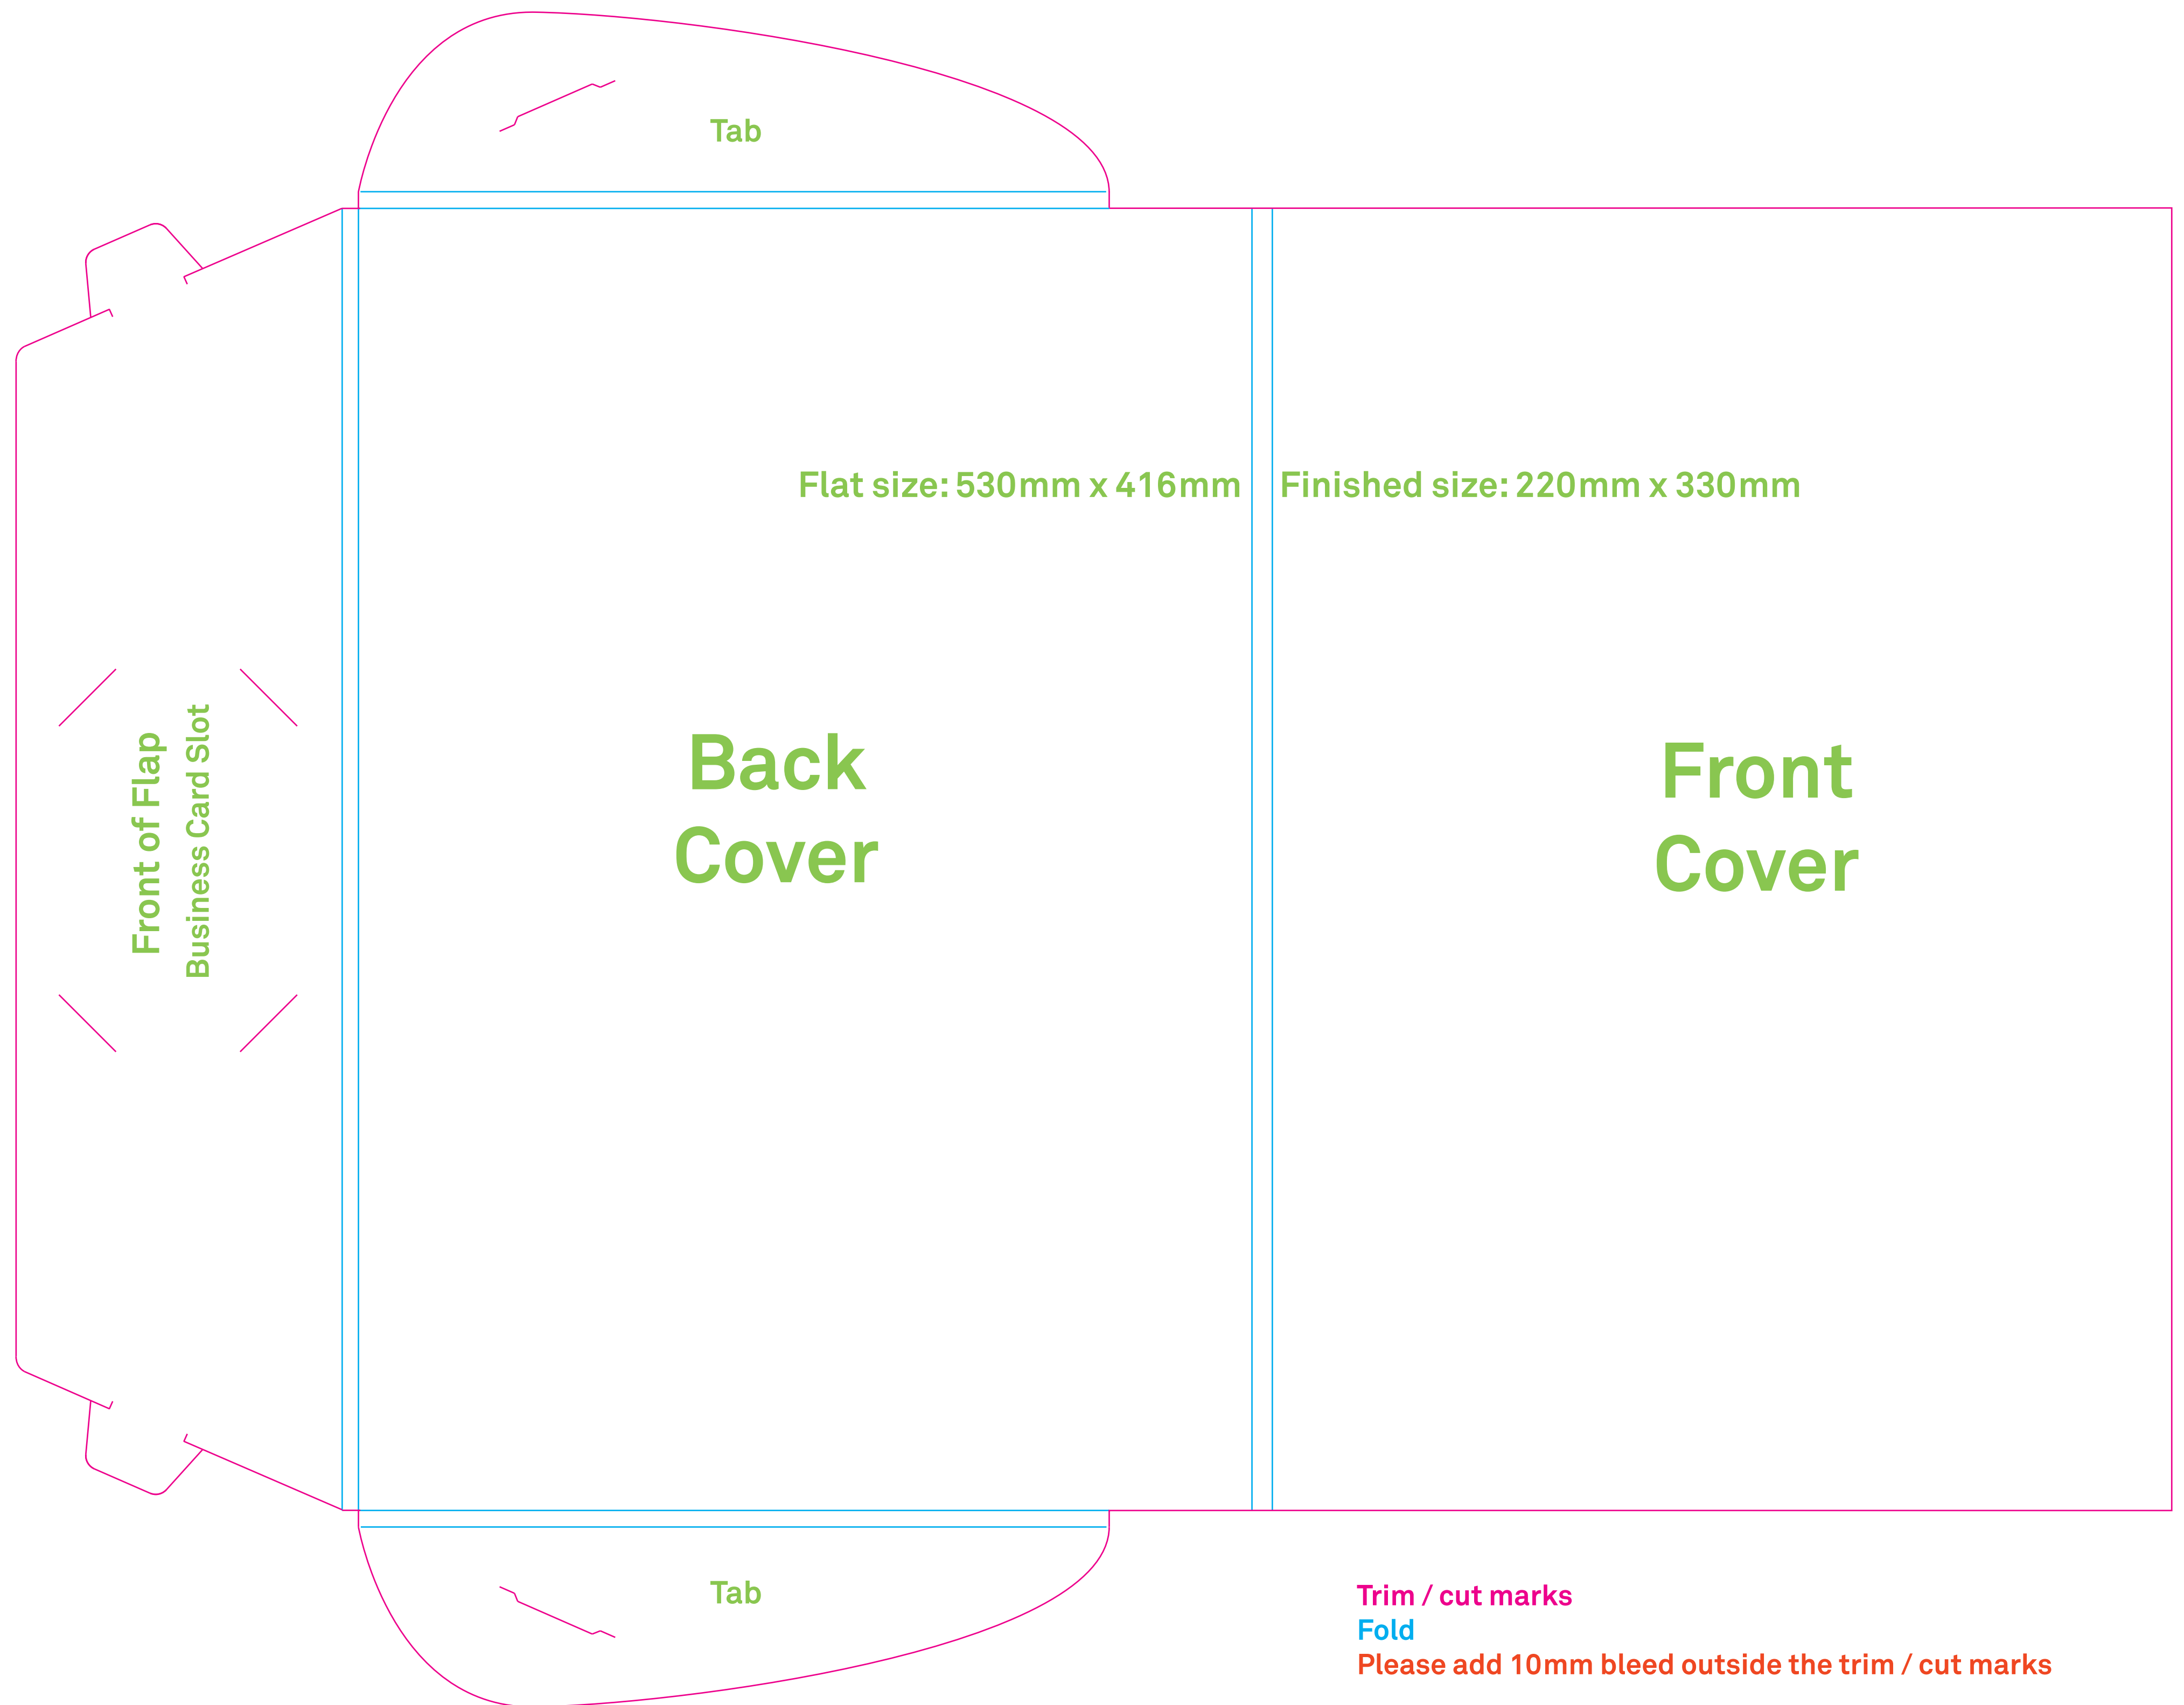 Tab
Flat size: 530mm x 416mm
Finished size: 220mm x 330mm
Front of Flap
Business Card Slot
Back
Cover
Front
Cover
Tab
Trim / cut marks
Fold
Please add 10mm bleed outside the trim / cut marks